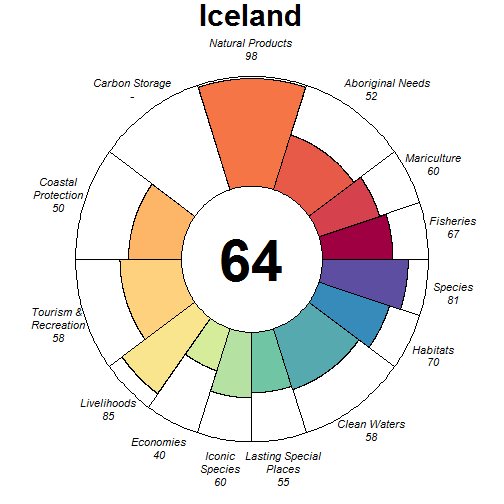 Iceland
Natural Products
98
Carbon Storage
-
Aboriginal Needs
52
Mariculture
60
Coastal
Protection
50
Fisheries
67
64
Species
81
Tourism &
Recreation
58
Habitats
70
Livelihoods
85
Clean Waters
58
Economies
40
Iconic
Species
60
Lasting Special
Places
55